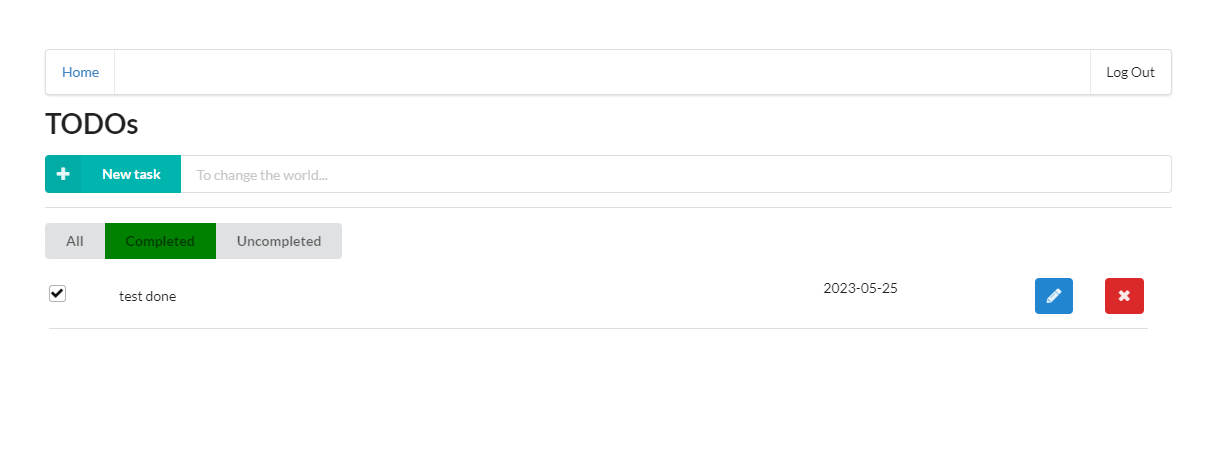 Home
Log Out
TODOs
New task
To change the world...
All
Completed
Uncompleted
test done
2023-05-25